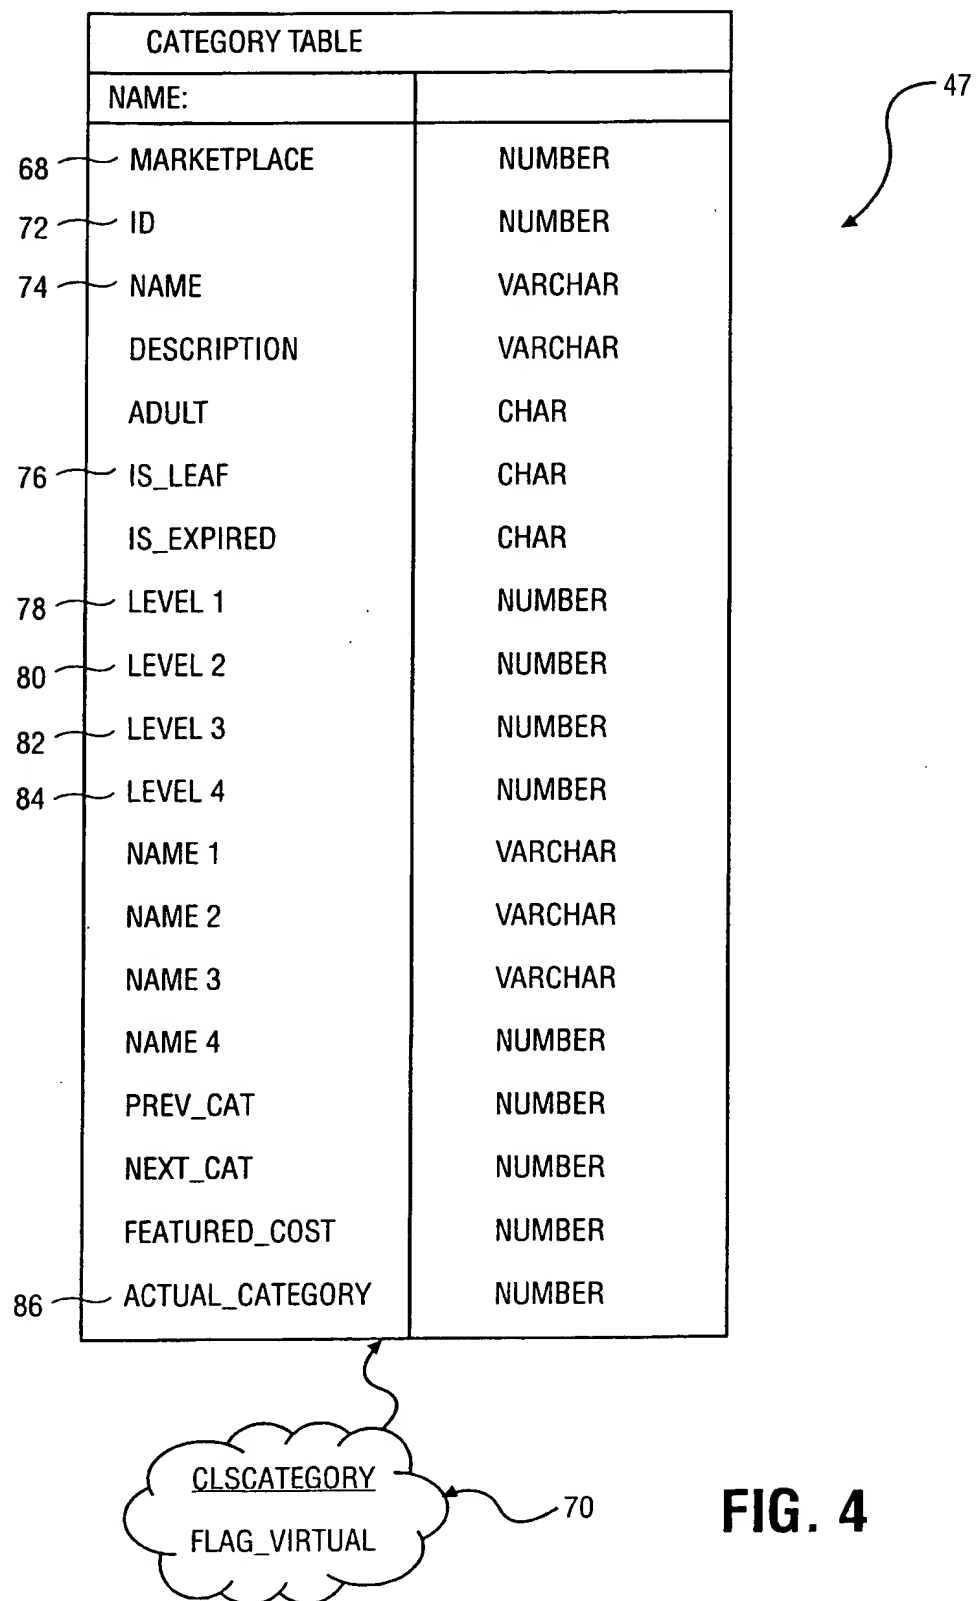 CATEGORY TABLE
NAME:
47
68 MARKETPLACE NUMBER
72 ID NUMBER
74 NAME VARCHAR
DESCRIPTION VARCHAR
ADULT CHAR
76 IS_LEAF CHAR
IS_EXPIRED CHAR
78 LEVEL 1 NUMBER
80 LEVEL 2 NUMBER
82 LEVEL 3 NUMBER
84 LEVEL 4 NUMBER
NAME 1 VARCHAR
NAME 2 VARCHAR
NAME 3 VARCHAR
NAME 4 NUMBER
PREV_CAT NUMBER
NEXT_CAT NUMBER
FEATURED_COST NUMBER
86 ACTUAL_CATEGORY NUMBER
CLSCATEGORY
FLAG_VIRTUAL
70
FIG. 4